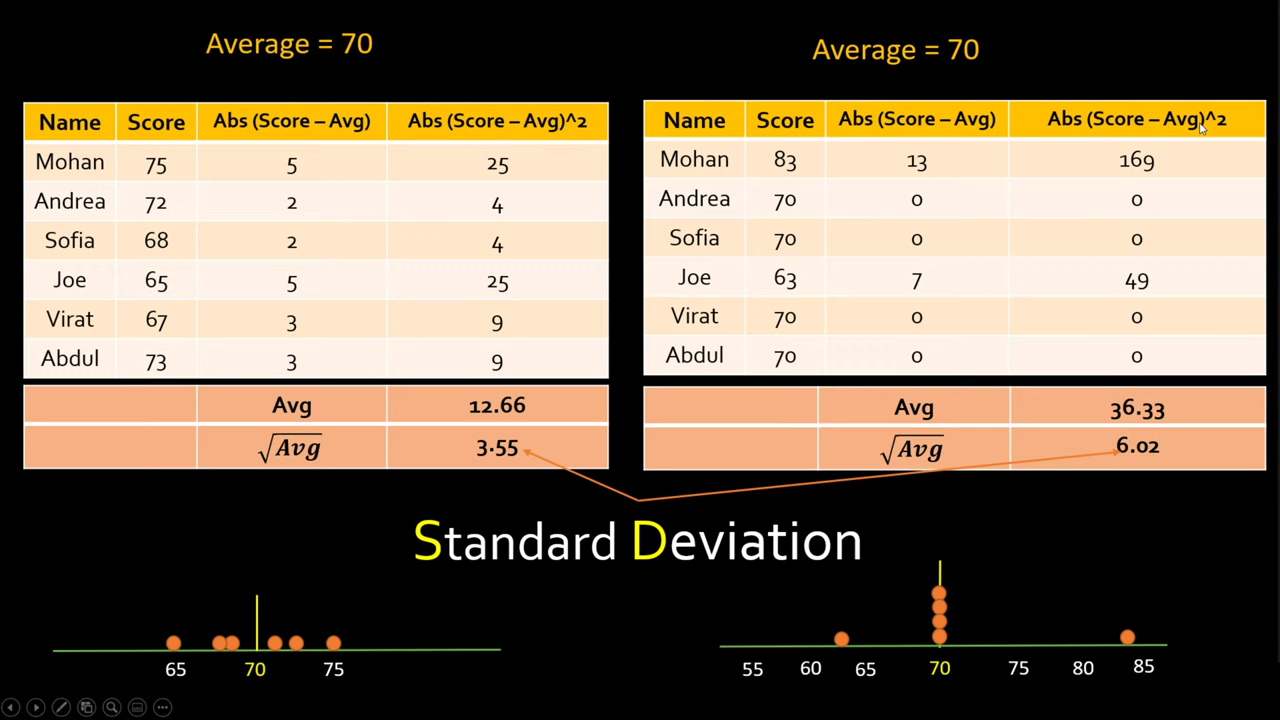 Average = 70
Name Score Abs (Score – Avg) Abs (Score – Avg)^2
Mohan 75 5 25
Andrea 72 2 4
Sofia 68 2 4
Joe 65 5 25
Virat 67 3 9
Abdul 73 3 9
Avg 12.66
√Avg 3.55
Average = 70
Name Score Abs (Score – Avg) Abs (Score – Avg)^2
Mohan 83 13 169
Andrea 70 0 0
Sofia 70 0 0
Joe 63 7 49
Virat 70 0 0
Abdul 70 0 0
Avg 36.33
√Avg 6.02
Standard Deviation
65 70 75
55 60 65 70 75 80 85